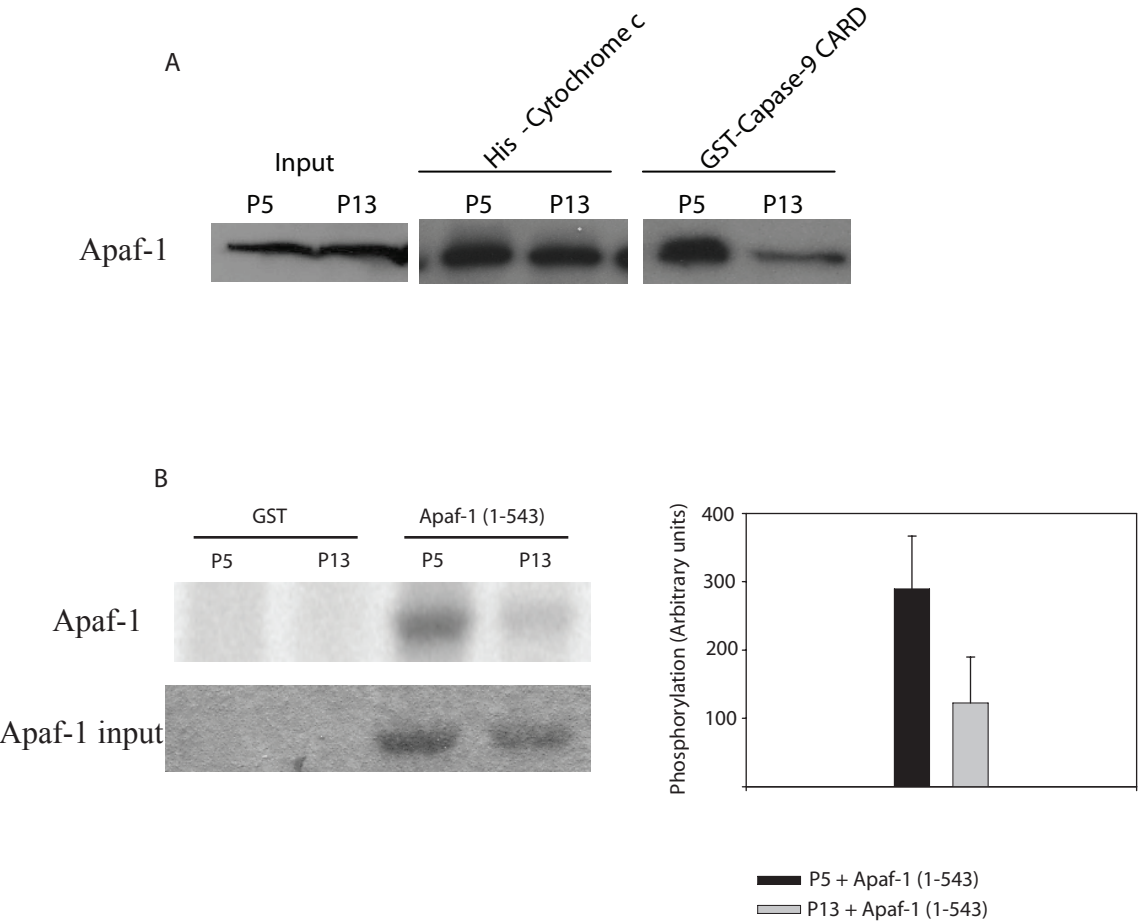 A
Input
His -Cytochrome c
GST-Capase-9 CARD
P5 P13 P5 P13 P5 P13
Apaf-1
B
GST Apaf-1 (1-543)
P5 P13 P5 P13
Apaf-1
Apaf-1 input
Phosphorylation (Arbitrary units)
400
300
200
100
P5 + Apaf-1 (1-543)
P13 + Apaf-1 (1-543)